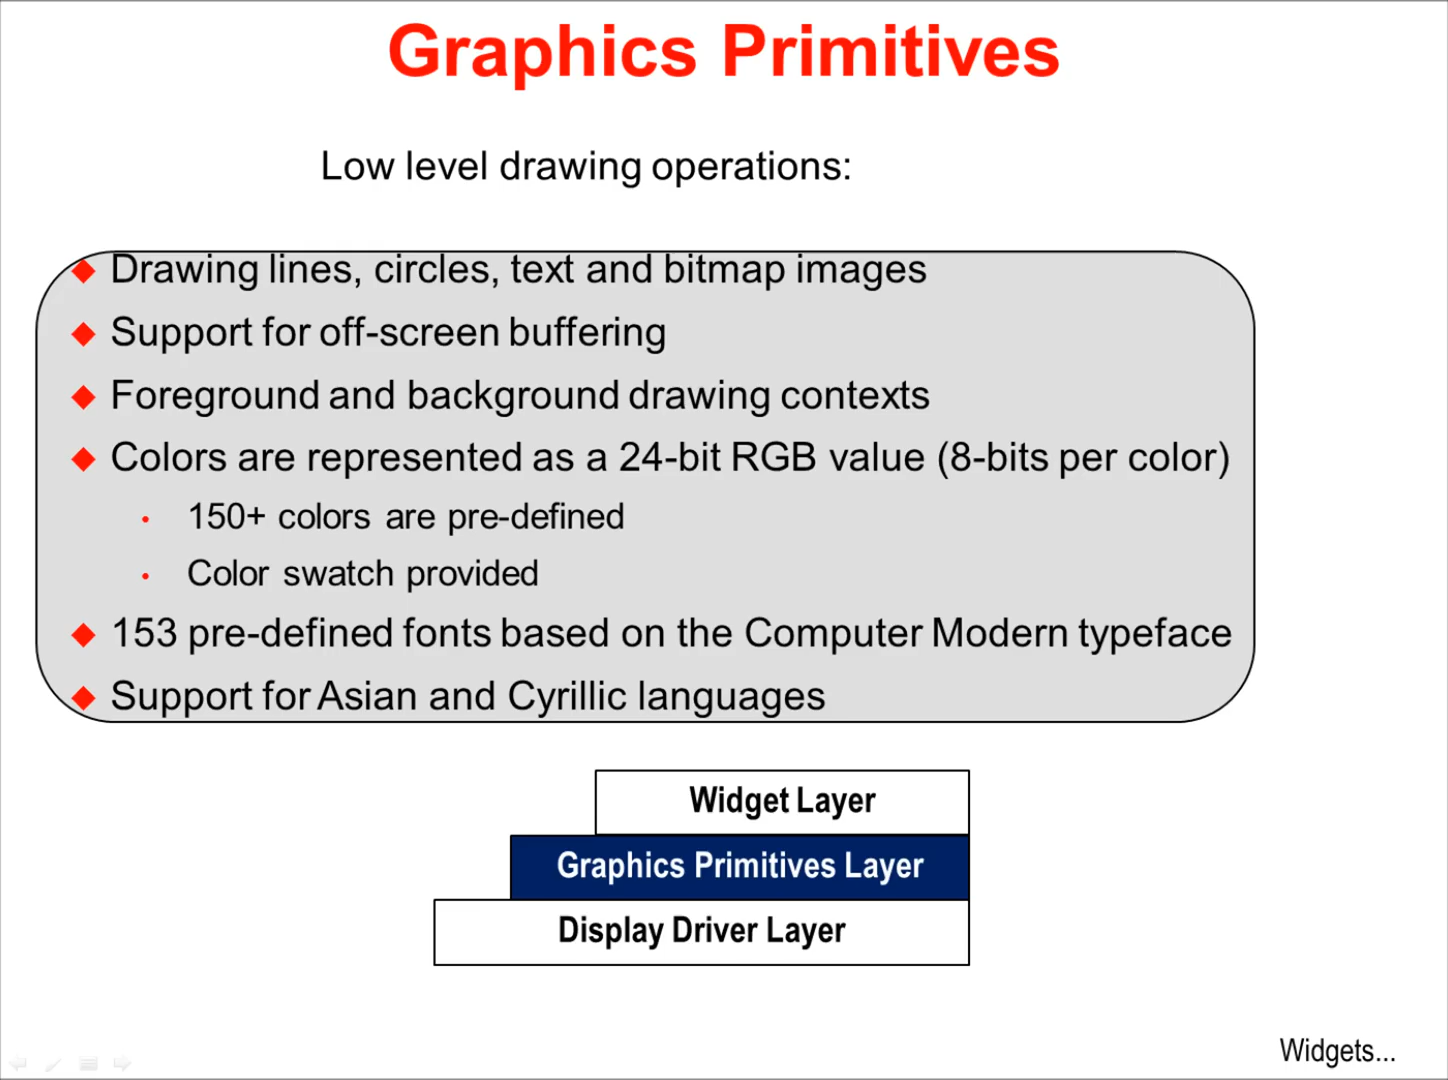 Graphics Primitives
Low level drawing operations:
Drawing lines, circles, text and bitmap images
Support for off-screen buffering
Foreground and background drawing contexts
Colors are represented as a 24-bit RGB value (8-bits per color)
150+ colors are pre-defined
Color swatch provided
153 pre-defined fonts based on the Computer Modern typeface
Support for Asian and Cyrillic languages
Widget Layer
Graphics Primitives Layer
Display Driver Layer
Widgets...